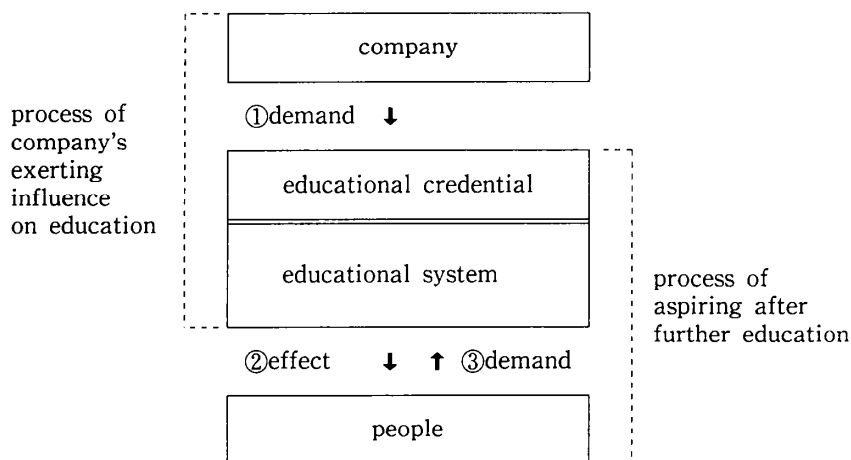 company
process of
company's
exerting
influence
on education
①demand ↓
educational credential
educational system
process of
aspiring after
further education
②effect ↓ ↑ ③demand
people